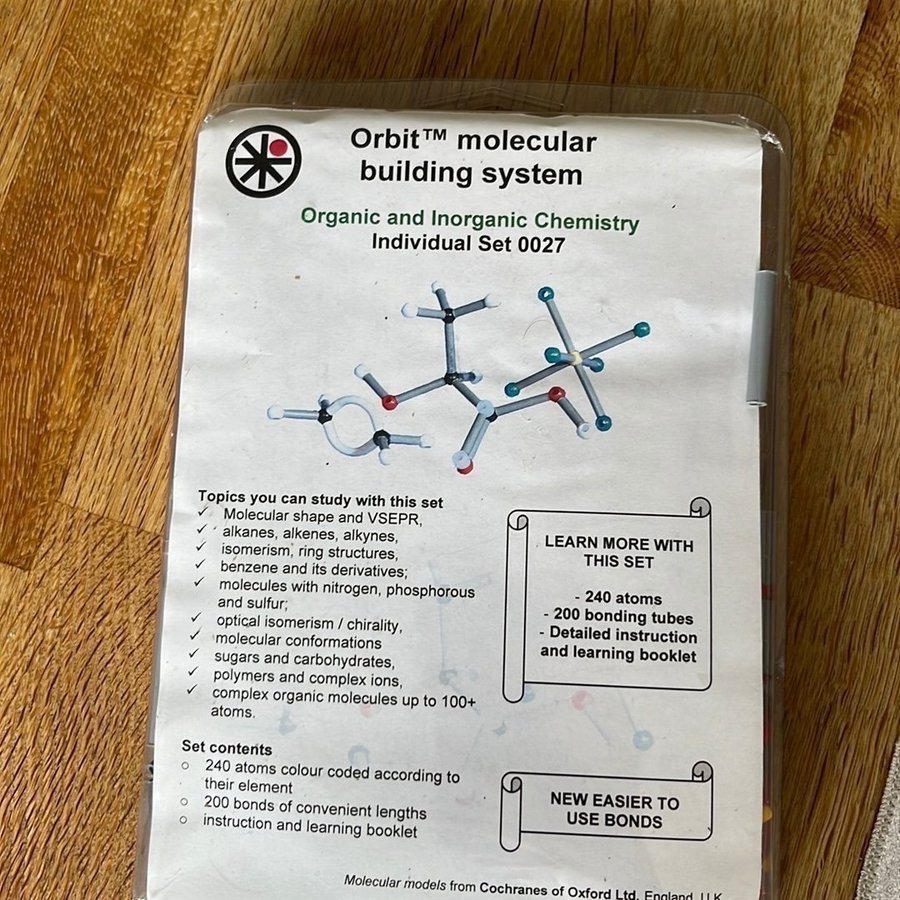 Orbit™ molecular
building system
Organic and Inorganic Chemistry
Individual Set 0027
Topics you can study with this set
✓ Molecular shape and VSEPR,
✓ alkanes, alkenes, alkynes,
✓ isomerism, ring structures,
✓ benzene and its derivatives;
✓ molecules with nitrogen, phosphorous
and sulfur;
✓ optical isomerism / chirality,
✓ molecular conformations
✓ sugars and carbohydrates,
✓ polymers and complex ions,
✓ complex organic molecules up to 100+
atoms.
LEARN MORE WITH
THIS SET
- 240 atoms
- 200 bonding tubes
- Detailed instruction
and learning booklet
Set contents
○ 240 atoms colour coded according to
their element
○ 200 bonds of convenient lengths
○ instruction and learning booklet
NEW EASIER TO
USE BONDS
Molecular models from Cochranes of Oxford Ltd, England, U.K.